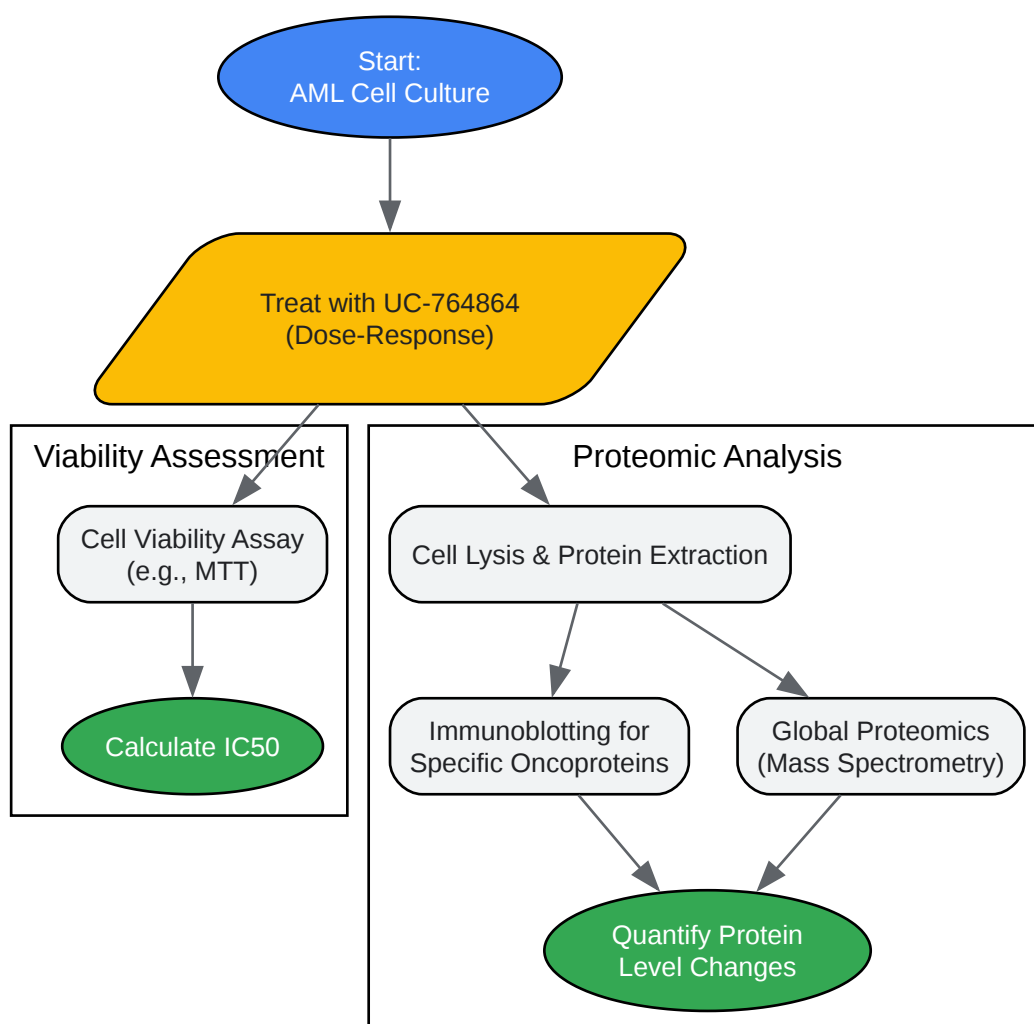 Start:
AML Cell Culture
Treat with UC-764864
(Dose-Response)
Viability Assessment
Cell Viability Assay
(e.g., MTT)
Calculate IC50
Proteomic Analysis
Cell Lysis & Protein Extraction
Immunoblotting for
Specific Oncoproteins
Global Proteomics
(Mass Spectrometry)
Quantify Protein
Level Changes